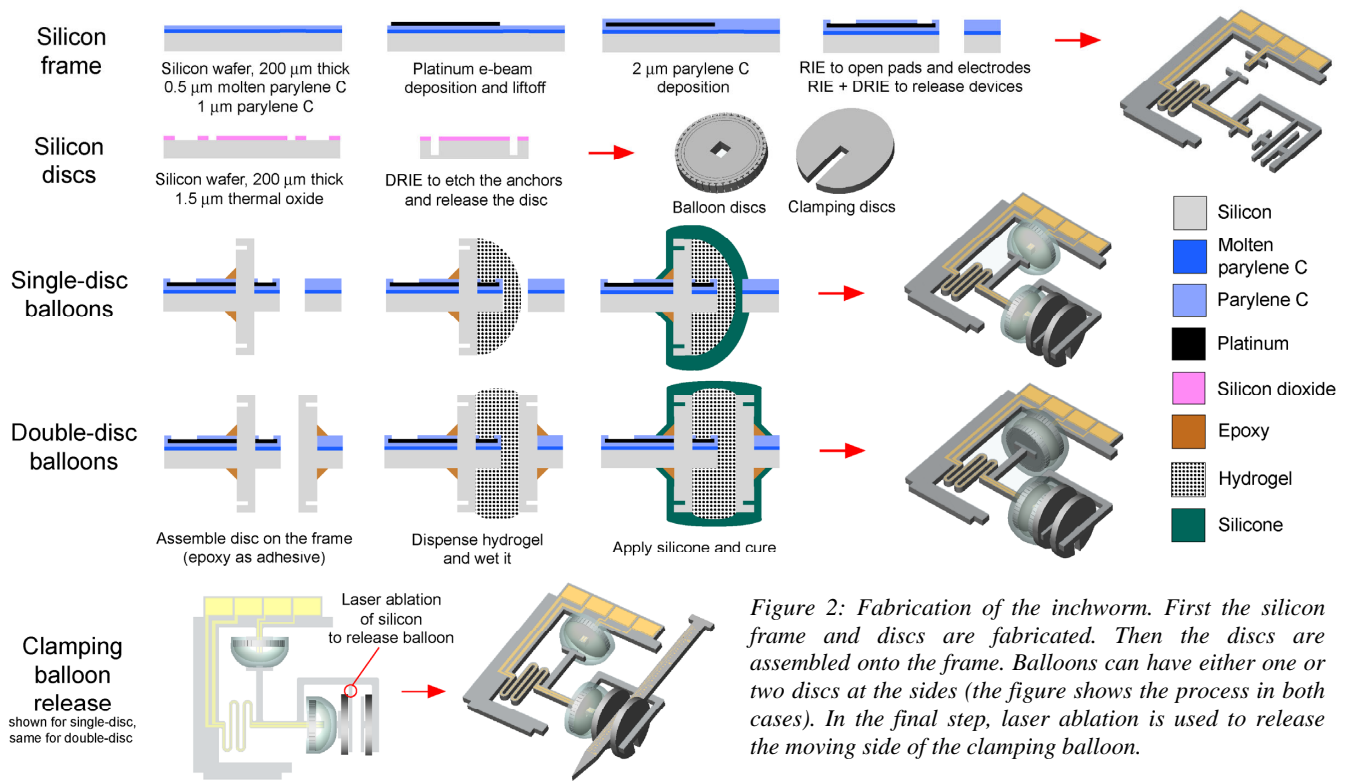 Silicon
frame
Silicon wafer, 200 μm thick
0.5 μm molten parylene C
1 μm parylene C
Platinum e-beam
deposition and liftoff
2 μm parylene C
deposition
RIE to open pads and electrodes
RIE + DRIE to release devices
Silicon
discs
Silicon wafer, 200 μm thick
1.5 μm thermal oxide
DRIE to etch the anchors
and release the disc
Balloon discs
Clamping discs
Single-disc
balloons
Double-disc
balloons
Assemble disc on the frame
(epoxy as adhesive)
Dispense hydrogel
and wet it
Apply silicone and cure
Silicon
Molten
parylene C
Parylene C
Platinum
Silicon dioxide
Epoxy
Hydrogel
Silicone
Clamping
balloon
release
shown for single-disc,
same for double-disc
Laser ablation
of silicon
to release balloon
Figure 2: Fabrication of the inchworm. First the silicon
frame and discs are fabricated. Then the discs are
assembled onto the frame. Balloons can have either one or
two discs at the sides (the figure shows the process in both
cases). In the final step, laser ablation is used to release
the moving side of the clamping balloon.